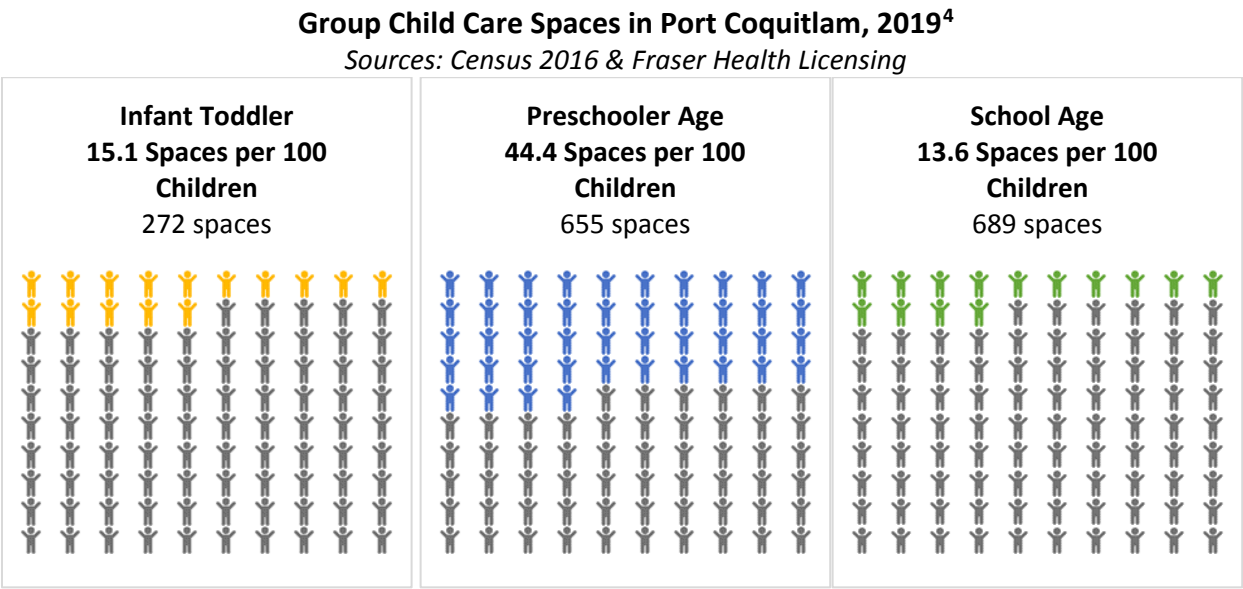 Group Child Care Spaces in Port Coquitlam, 2019⁴
Sources: Census 2016 & Fraser Health Licensing
Infant Toddler
15.1 Spaces per 100
Children
272 spaces
Preschooler Age
44.4 Spaces per 100
Children
655 spaces
School Age
13.6 Spaces per 100
Children
689 spaces